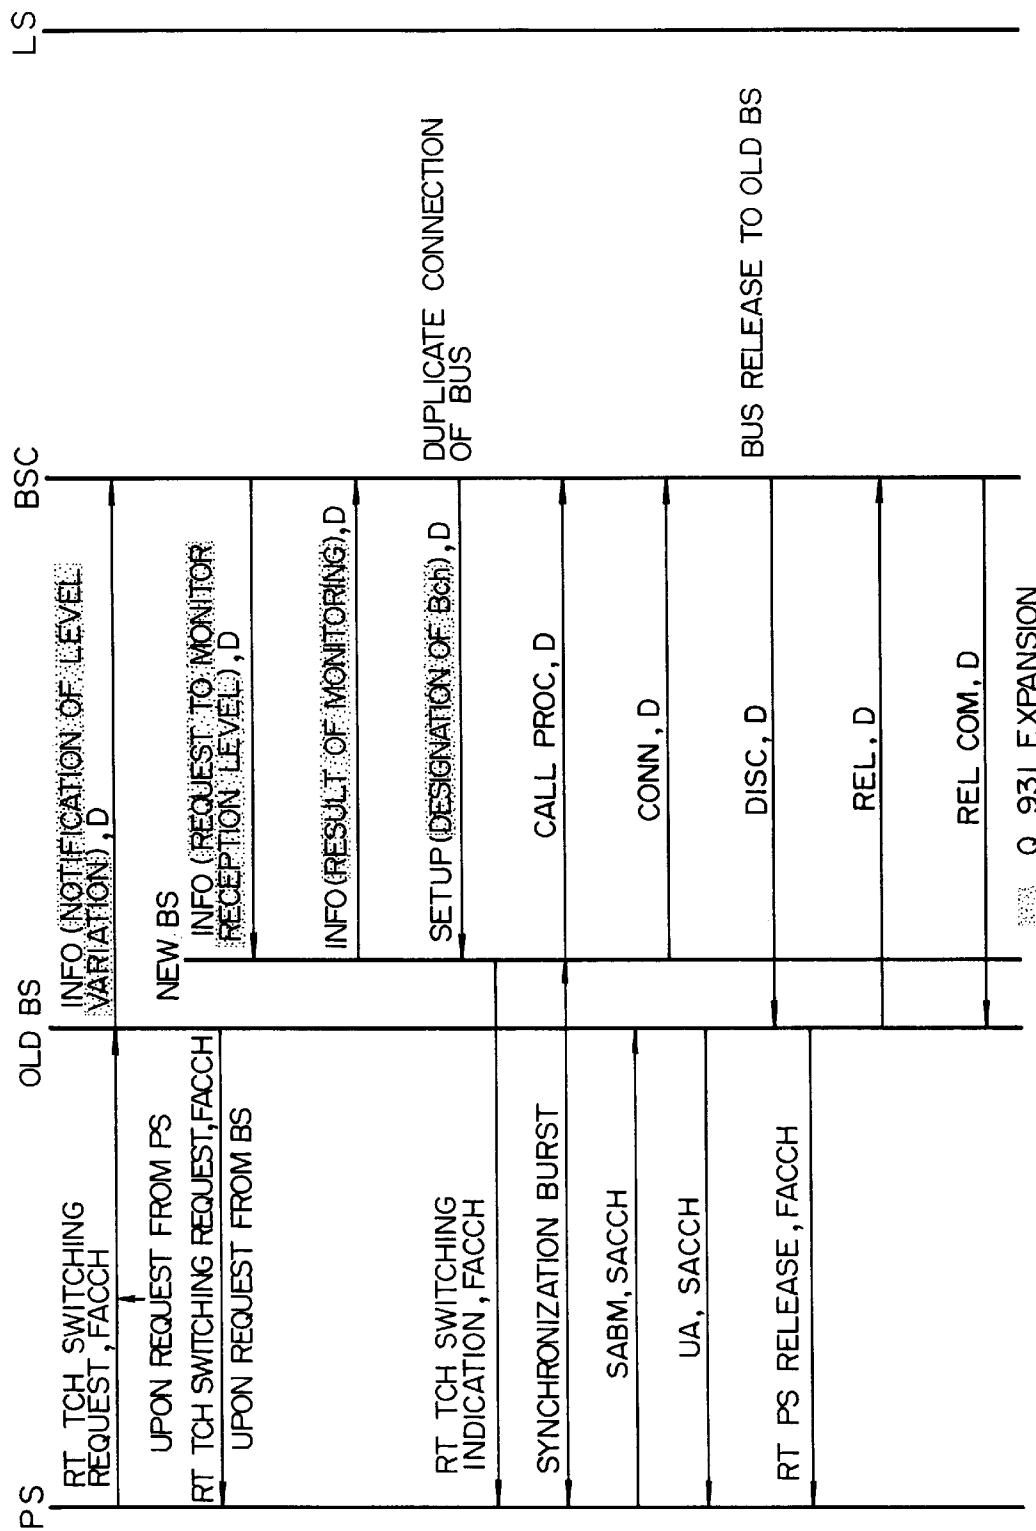 PS
OLD BS
NEW BS
BSC
LS
RT TCH SWITCHING
REQUEST, FACCH
UPON REQUEST FROM PS
RT TCH SWITCHING REQUEST, FACCH
UPON REQUEST FROM BS
INFO (NOTIFICATION OF LEVEL
VARIATION), D
INFO (REQUEST TO MONITOR
RECEPTION LEVEL), D
INFO (RESULT OF MONITORING), D
SETUP (DESIGNATION OF Bch), D
DUPLICATE CONNECTION
OF BUS
RT TCH SWITCHING
INDICATION, FACCH
SYNCHRONIZATION BURST
CALL PROC, D
SABM, SACCH
CONN, D
UA, SACCH
DISC, D
BUS RELEASE TO OLD BS
RT PS RELEASE, FACCH
REL, D
REL COM, D
Q 931 EXPANSION